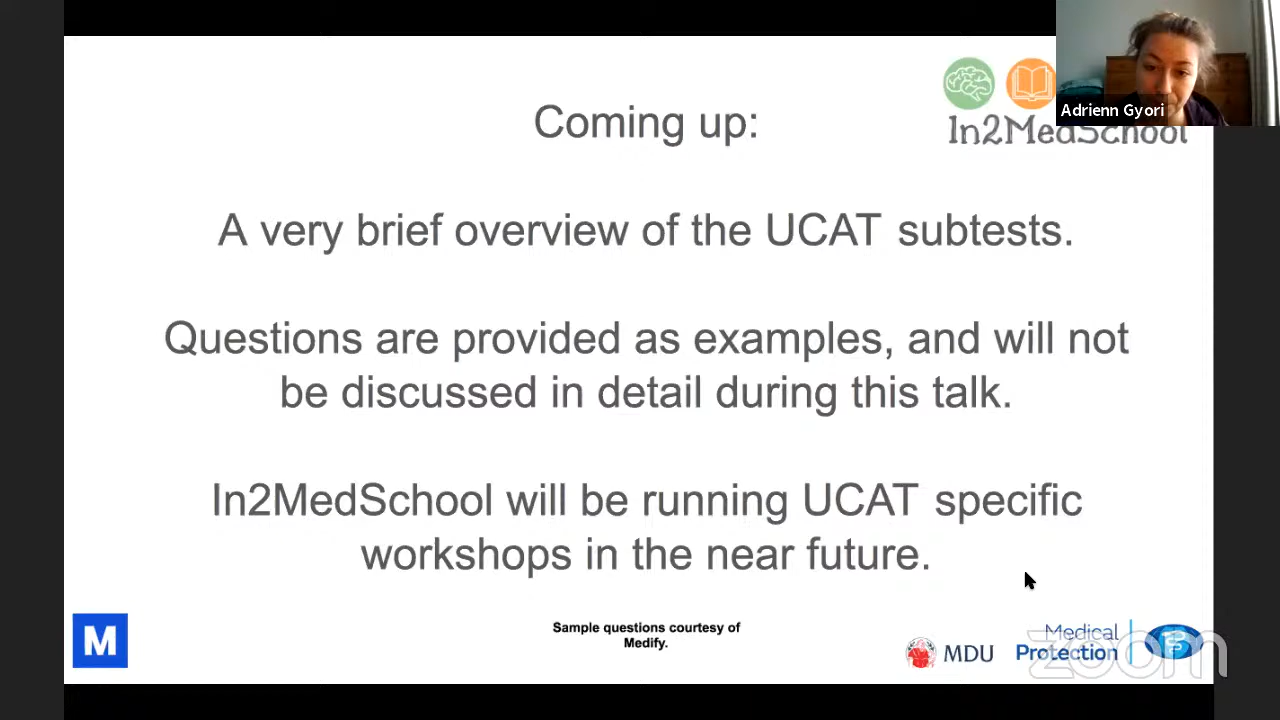 Adrienn Gyori
In2MedSchool
Coming up:
A very brief overview of the UCAT subtests.
Questions are provided as examples, and will not
be discussed in detail during this talk.
In2MedSchool will be running UCAT specific
workshops in the near future.
M
Sample questions courtesy of
Medify.
MDU
Medical
Protection
zoom